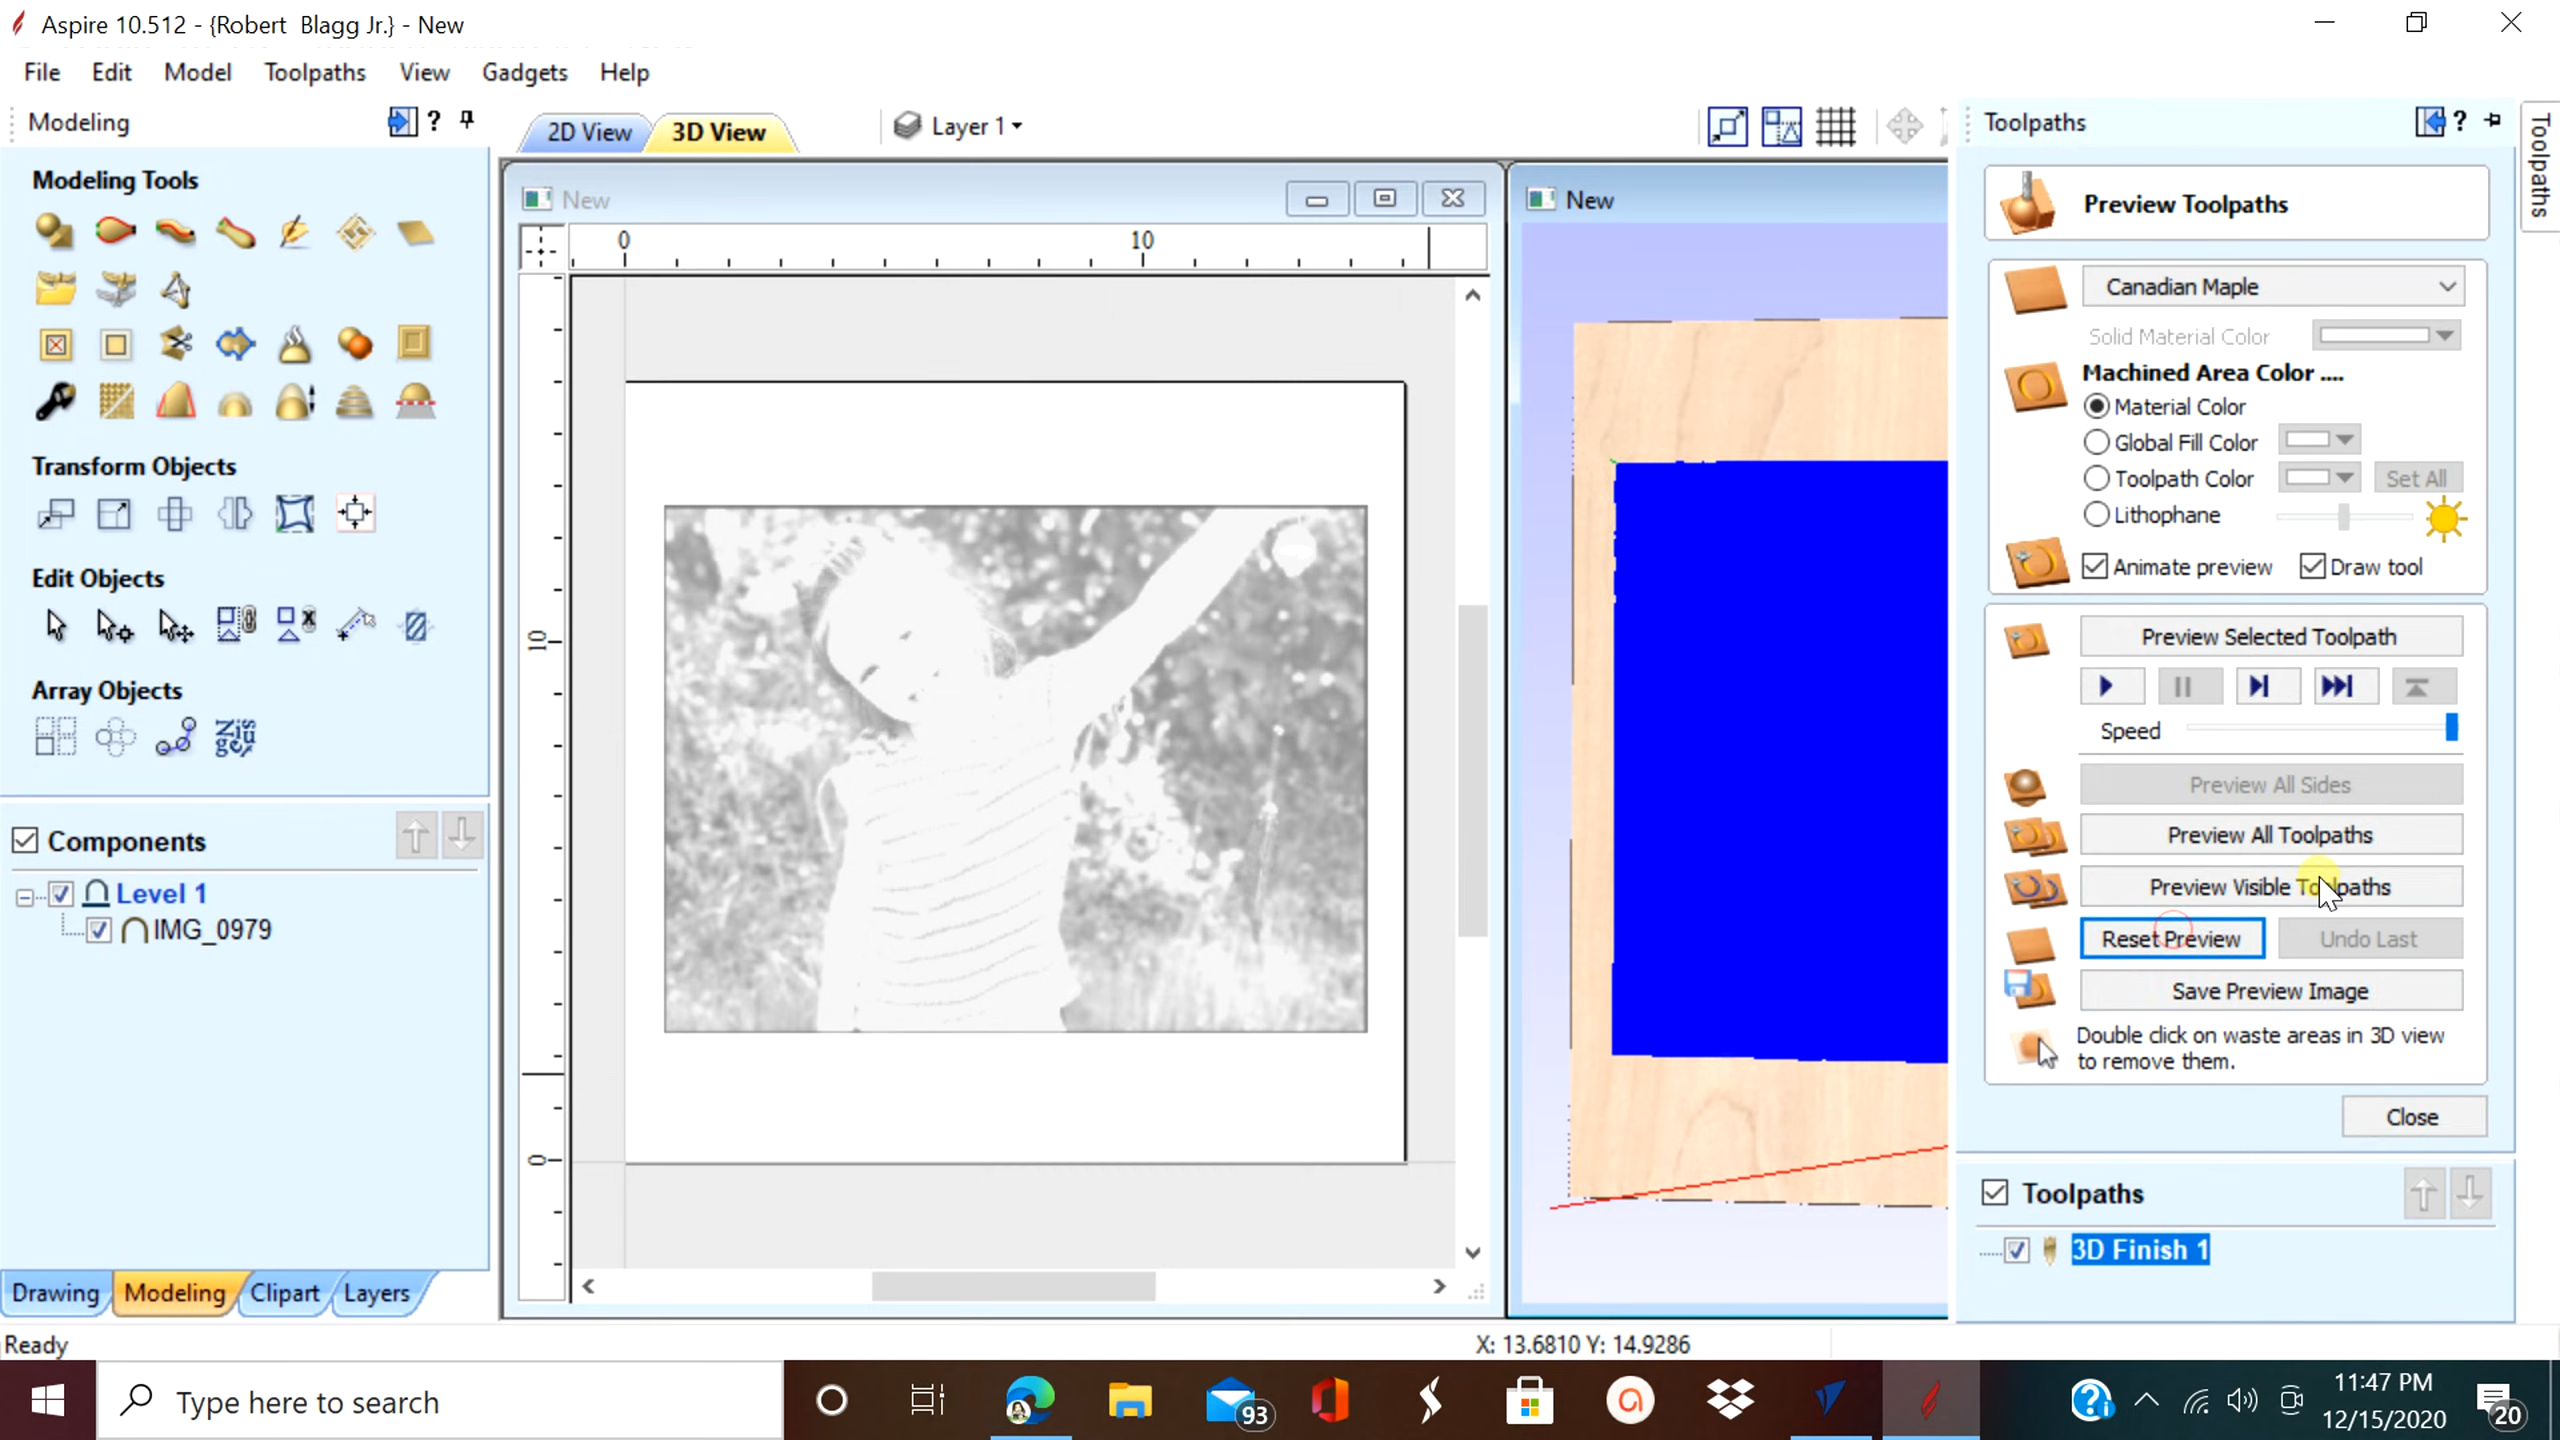 Aspire 10.512 - {Robert Blagg Jr.} - New
File Edit Model Toolpaths View Gadgets Help
Modeling ?
2D View 3D View Layer 1
Toolpaths ?
Toolpaths
Modeling Tools
Transform Objects
Edit Objects
Array Objects
Components
Level 1
IMG_0979
Drawing Modeling Clipart Layers
New
0 10
10
0
New
Preview Toolpaths
Canadian Maple
Solid Material Color
Machined Area Color ....
Material Color
Global Fill Color
Toolpath Color Set All
Lithophane
Animate preview Draw tool
Preview Selected Toolpath
Speed
Preview All Sides
Preview All Toolpaths
Preview Visible Toolpaths
Reset Preview Undo Last
Save Preview Image
Double click on waste areas in 3D view
to remove them.
Close
Toolpaths
3D Finish 1
Ready X: 13.6810 Y: 14.9286
Type here to search
93
11:47 PM
12/15/2020
20